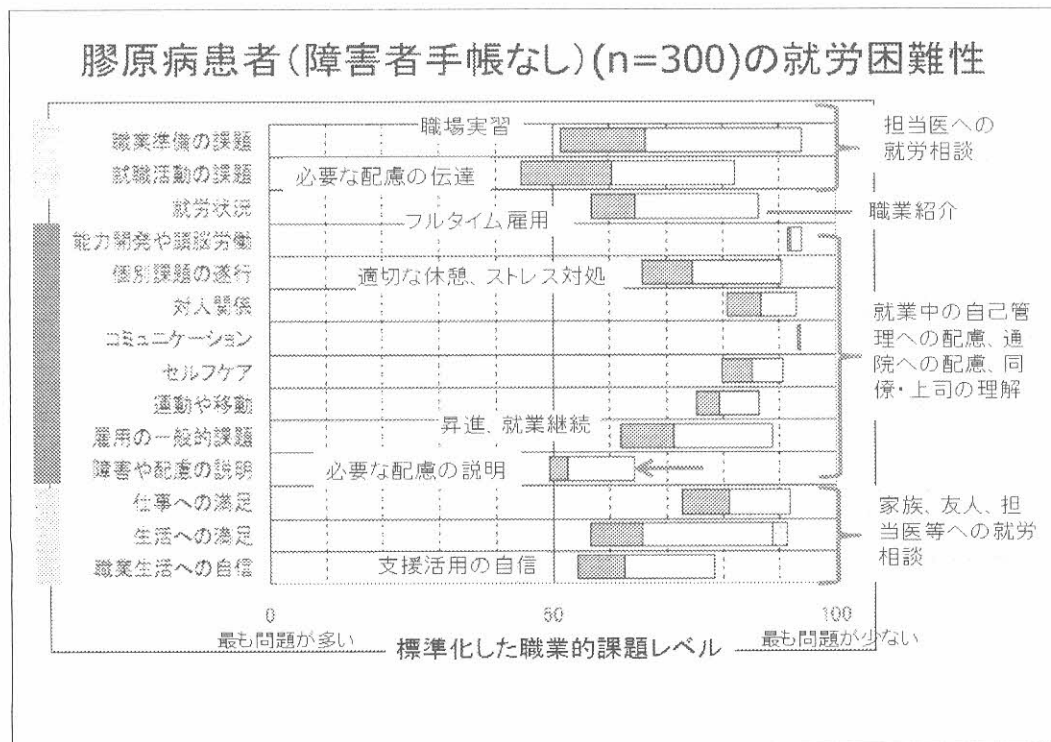 膠原病患者(障害者手帳なし)(n=300)の就労困難性
職業準備の課題
職場実習
就職活動の課題
必要な配慮の伝達
担当医への
就労相談
就労状況
フルタイム雇用
職業紹介
能力開発や頭脳労働
個別課題の遂行
適切な休憩、ストレス対処
対人関係
コミュニケーション
セルフケア
運動や移動
就業中の自己管
理への配慮、通
院への配慮、同
僚・上司の理解
雇用の一般的課題
昇進、就業継続
障害や配慮の説明
必要な配慮の説明
仕事への満足
生活への満足
職業生活への自信
支援活用の自信
家族、友人、担
当医等への就労
相談
0
50
100
最も問題が多い
最も問題が少ない
標準化した職業的課題レベル